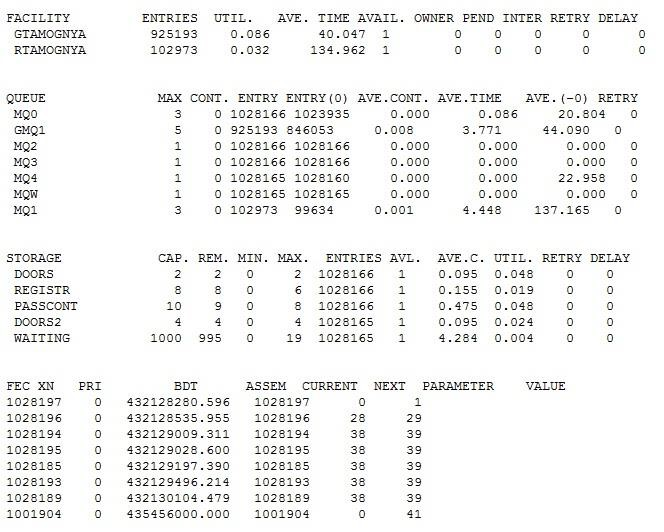 FACILITY ENTRIES UTIL. AVE. TIME AVAIL. OWNER PEND INTER RETRY DELAY
GTAMOGNYA 925193 0.086 40.047 1 0 0 0 0 0
RTAMOGNYA 102973 0.032 134.962 1 0 0 0 0 0
QUEUE MAX CONT. ENTRY ENTRY(0) AVE.CONT. AVE.TIME AVE.(-0) RETRY
MQ0 3 0 1028166 1023935 0.000 0.086 20.804 0
GMQ1 5 0 925193 846053 0.008 3.771 44.090 0
MQ2 1 0 1028166 1028166 0.000 0.000 0.000 0
MQ3 1 0 1028166 1028166 0.000 0.000 0.000 0
MQ4 1 0 1028165 1028160 0.000 0.000 22.958 0
MQW 1 0 1028165 1028165 0.000 0.000 0.000 0
MQ1 3 0 102973 99634 0.001 4.448 137.165 0
STORAGE CAP. REM. MIN. MAX. ENTRIES AVL. AVE.C. UTIL. RETRY DELAY
DOORS 2 2 0 2 1028166 1 0.095 0.048 0 0
REGISTR 8 8 0 6 1028166 1 0.155 0.019 0 0
PASSCONT 10 9 0 8 1028166 1 0.475 0.048 0 0
DOORS2 4 4 0 4 1028165 1 0.095 0.024 0 0
WAITING 1000 995 0 19 1028165 1 4.284 0.004 0 0
FEC XN PRI BDT ASSEM CURRENT NEXT PARAMETER VALUE
1028197 0 432128280.596 1028197 0 1
1028196 0 432128535.955 1028196 28 29
1028194 0 432129009.311 1028194 38 39
1028195 0 432129028.600 1028195 38 39
1028185 0 432129197.390 1028185 38 39
1028193 0 432129496.214 1028193 38 39
1028189 0 432130104.479 1028189 38 39
1001904 0 435456000.000 1001904 0 41